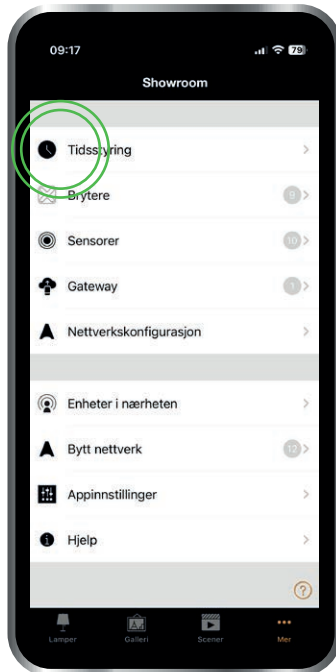 09:17
79
Showroom
Tidsstyring
Brytere 9
Sensorer 10
Gateway 1
Nettverkskonfigurasjon
Enheter i nærheten
Bytt nettverk 12
Appinnstillinger
Hjelp
?
Lamper Galleri Scener Mer